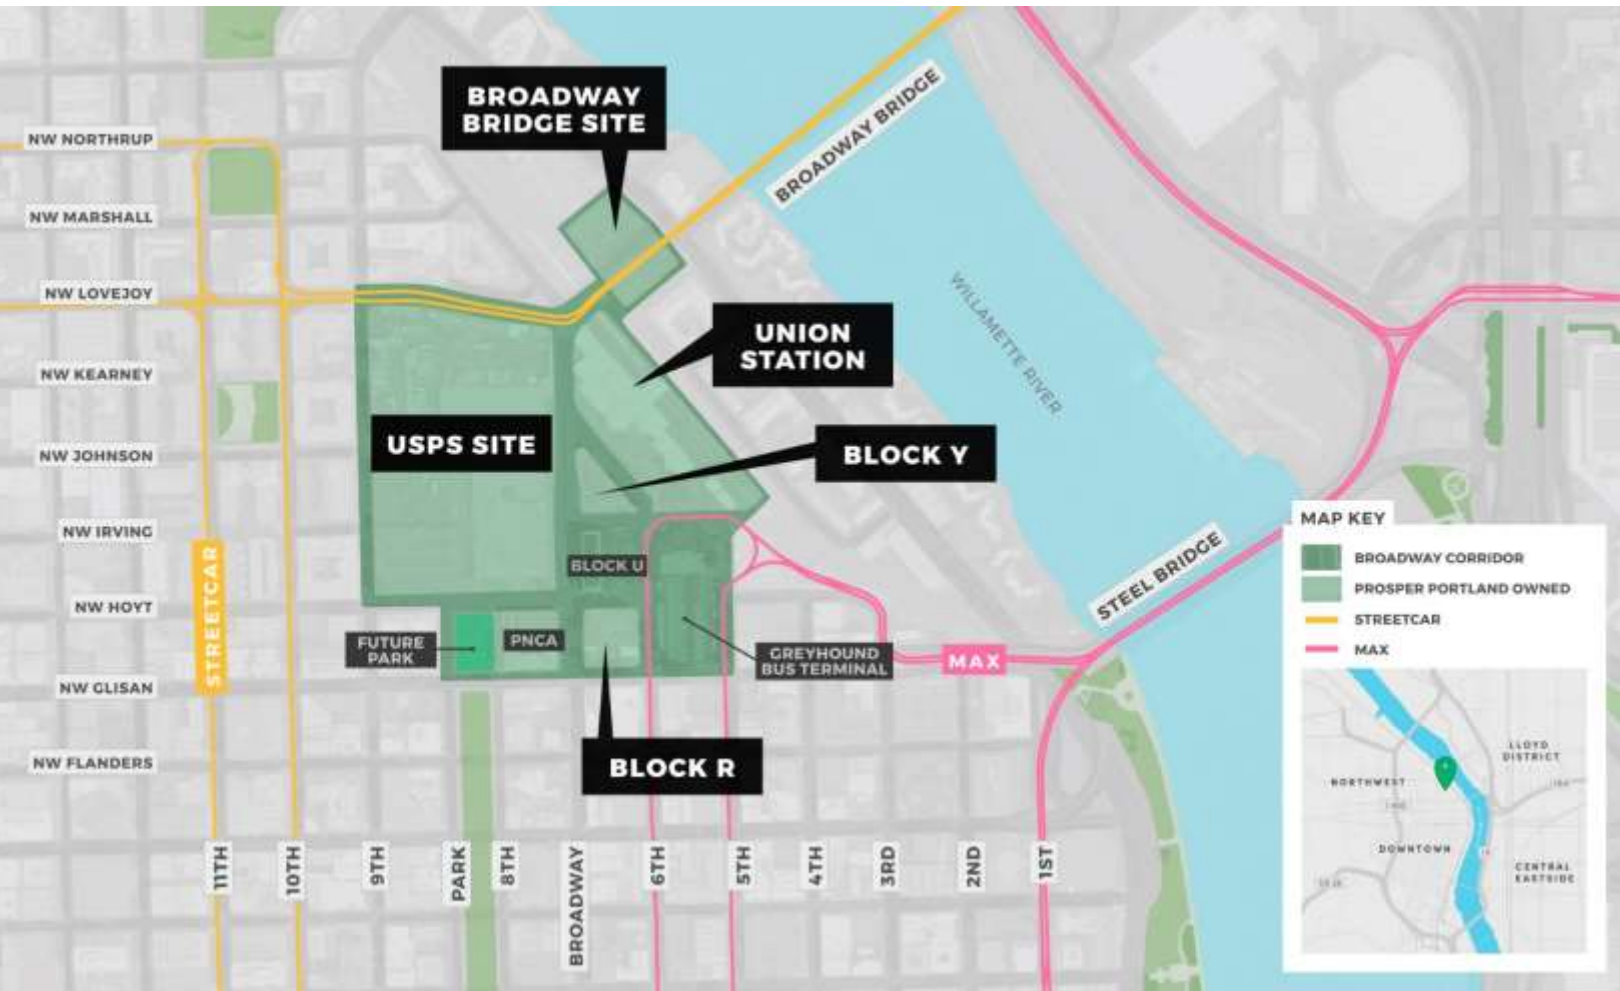 BROADWAY
BRIDGE SITE
BROADWAY BRIDGE
NW NORTHRUP
NW MARSHALL
NW LOVEJOY
NW KEARNEY
NW JOHNSON
NW IRVING
NW HOYT
NW GLISAN
NW FLANDERS
UNION
STATION
WILLAMETTE RIVER
USPS SITE
BLOCK Y
BLOCK U
STREETCAR
FUTURE
PARK
PNCA
GREYHOUND
BUS TERMINAL
MAX
STEEL BRIDGE
BLOCK R
11TH
10TH
9TH
PARK
8TH
BROADWAY
6TH
5TH
4TH
3RD
2ND
1ST
MAP KEY
BROADWAY CORRIDOR
PROSPER PORTLAND OWNED
STREETCAR
MAX
LLOYD
DISTRICT
NORTHWEST
DOWNTOWN
CENTRAL
EASTSIDE